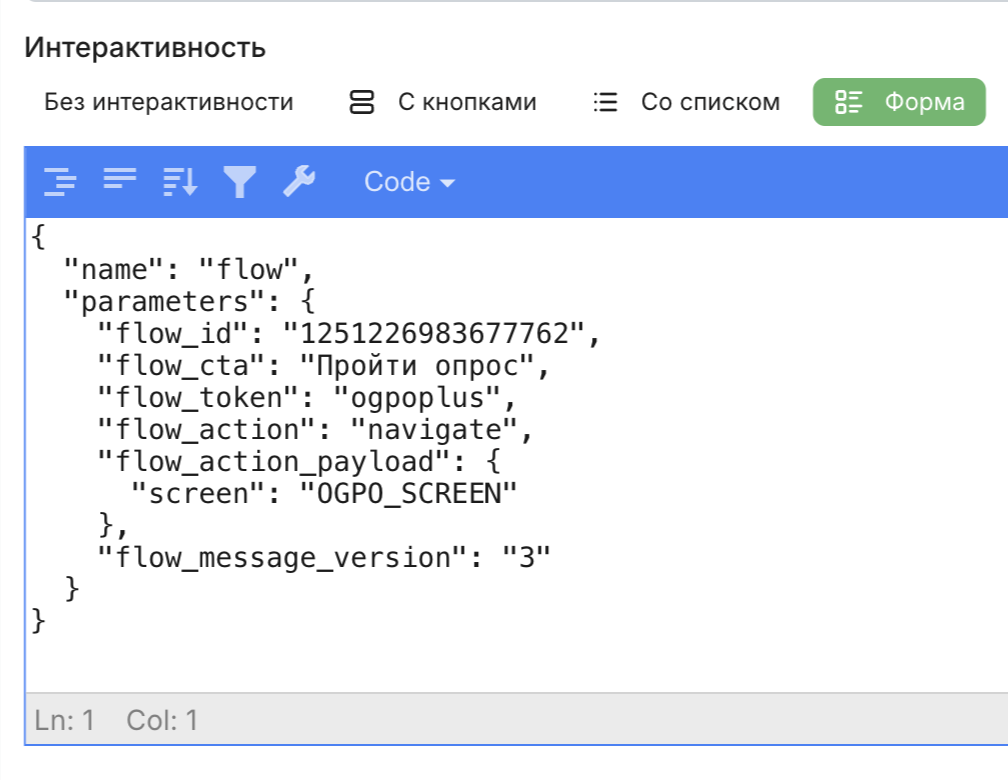 Интерактивность
Без интерактивности С кнопками Со списком Форма
Code
{
  "name": "flow",
  "parameters": {
    "flow_id": "1251226983677762",
    "flow_cta": "Пройти опрос",
    "flow_token": "ogpoplus",
    "flow_action": "navigate",
    "flow_action_payload": {
      "screen": "OGPO_SCREEN"
    },
    "flow_message_version": "3"
  }
}
Ln: 1 Col: 1